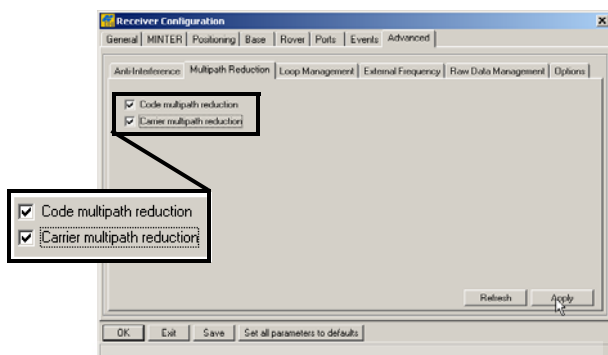 Receiver Configuration
General MINTER Positioning Base Rover Ports Events Advanced
Anti-Interference Multipath Reduction Loop Management External Frequency Raw Data Management Options
Code multipath reduction
Carrier multipath reduction
Code multipath reduction
Carrier multipath reduction
Refresh Apply
OK Exit Save Set all parameters to defaults